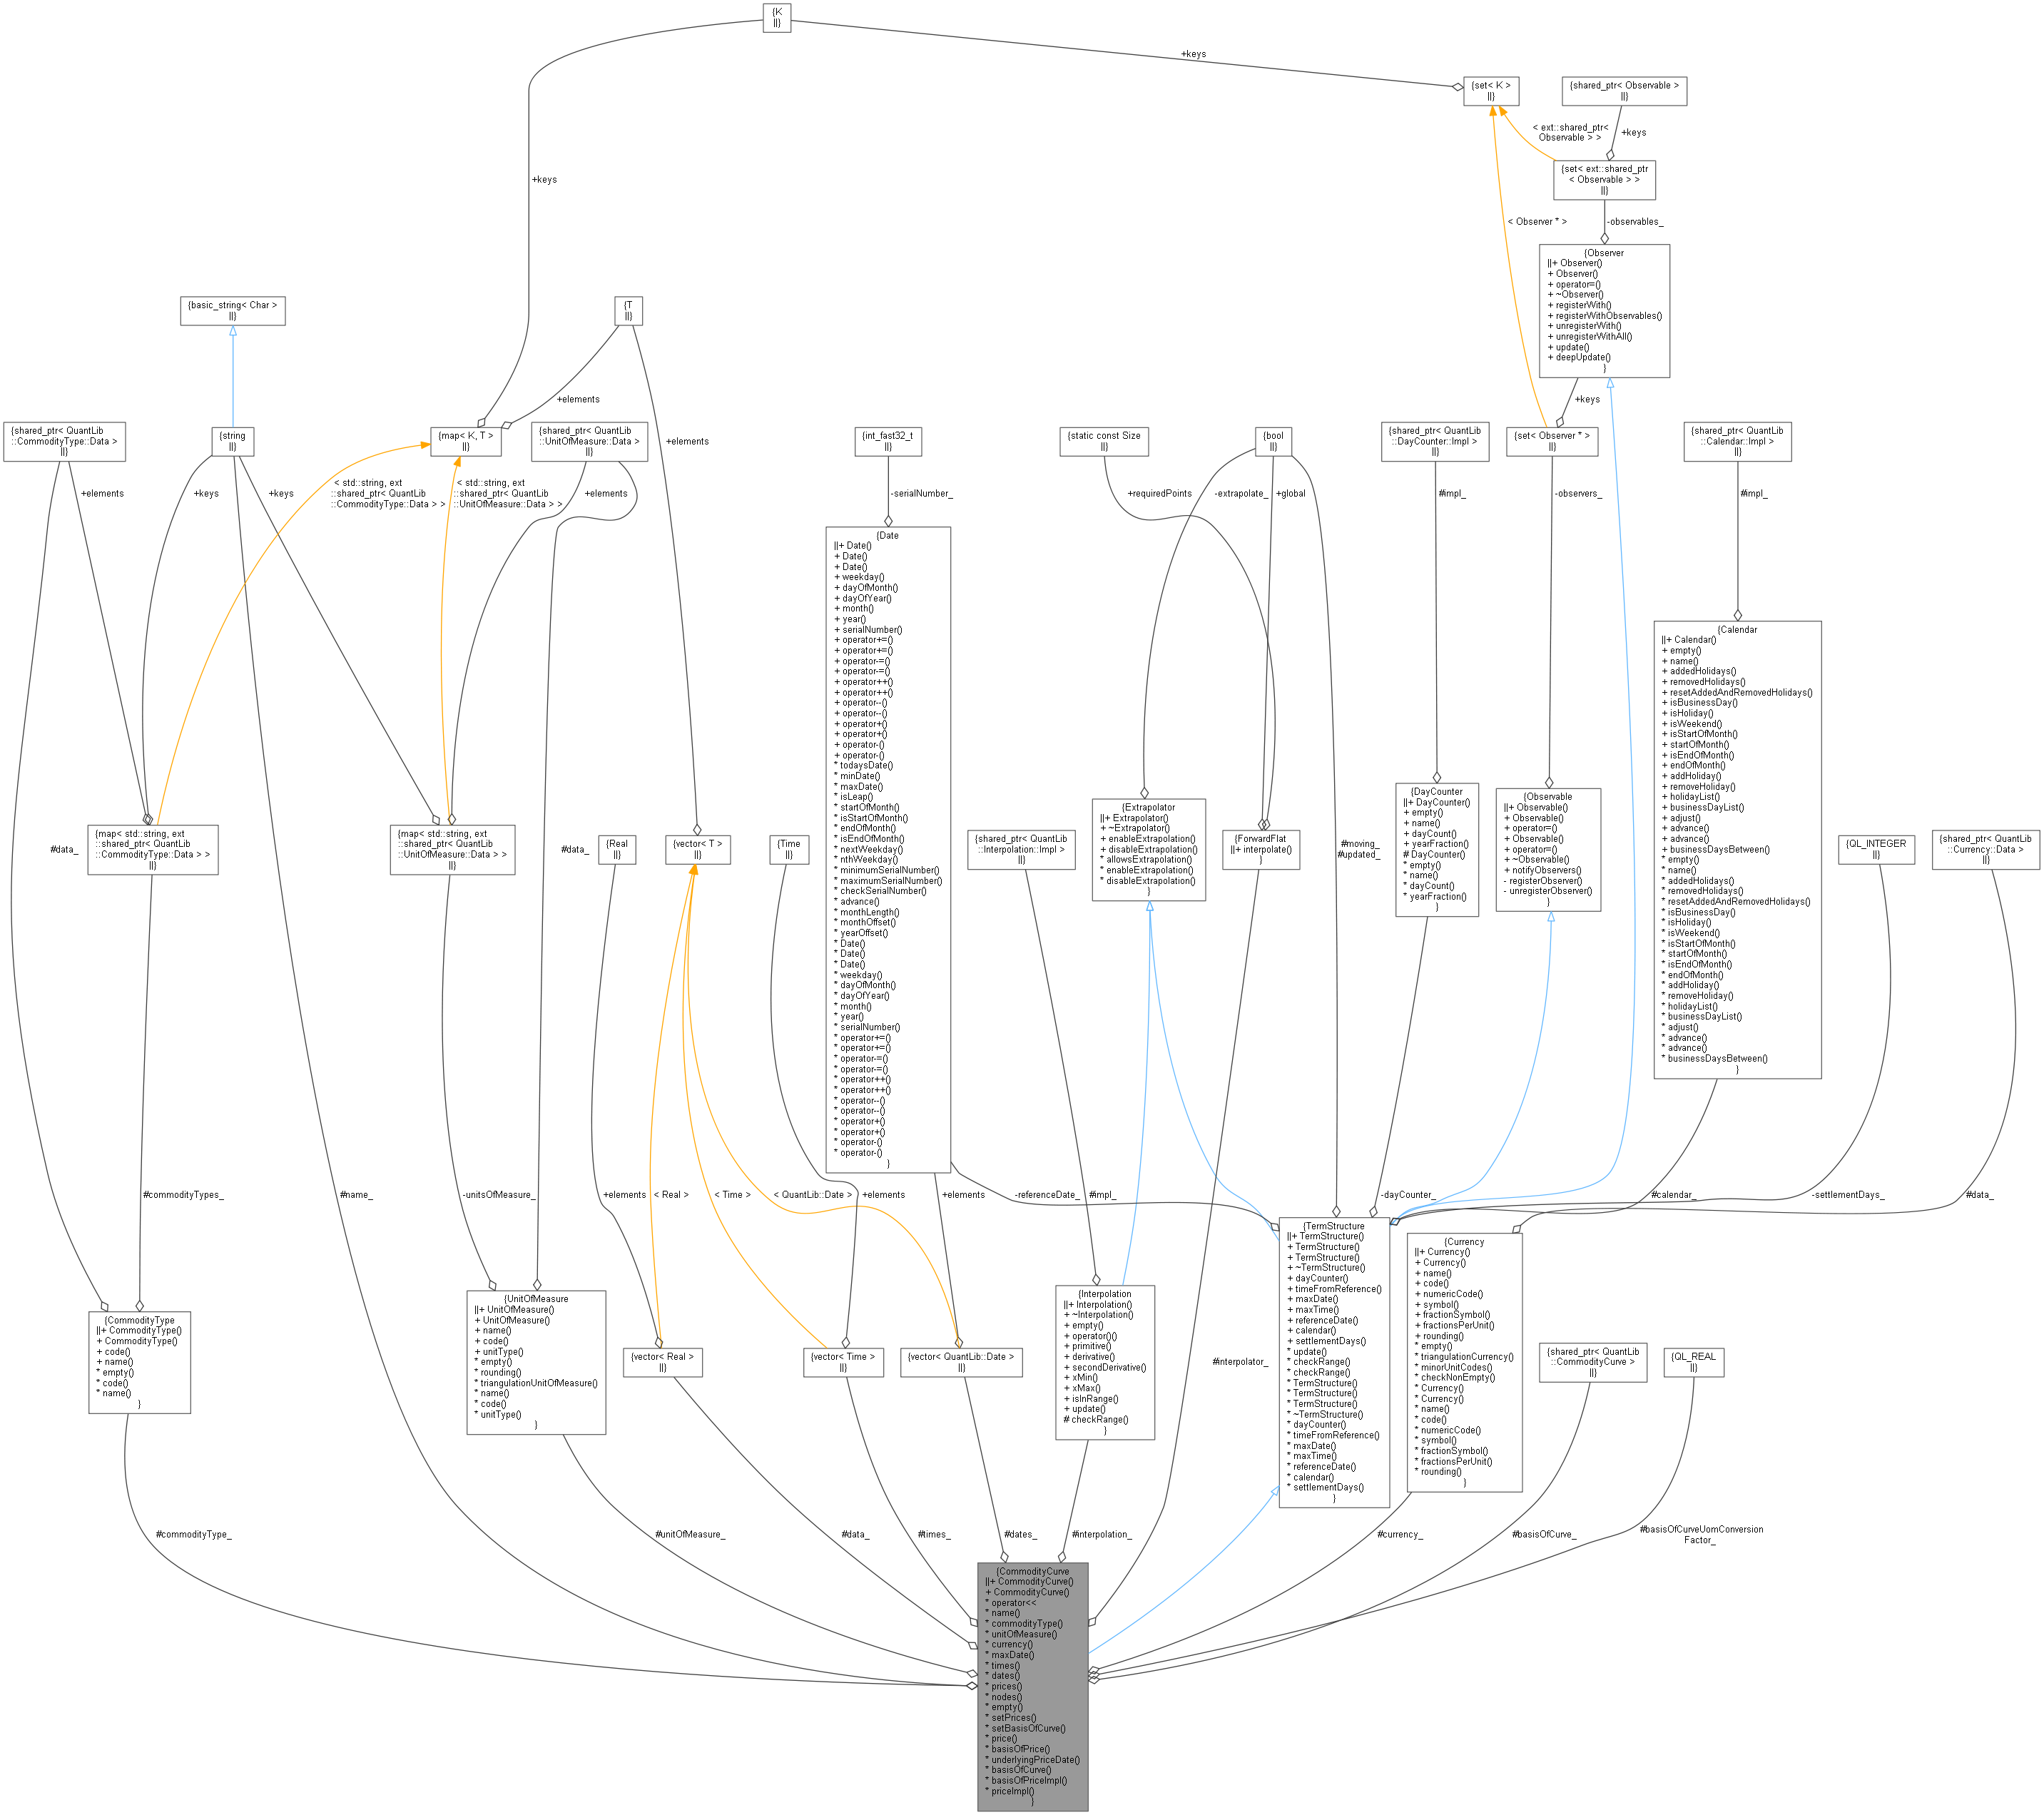 {K
||}
+keys
{set< K >
||}
{shared_ptr< Observable >
||}
< ext::shared_ptr<
Observable > >
+keys
{set< ext::shared_ptr
< Observable > >
||}
+keys
< Observer * >
-observables_
{Observer
||+ Observer()
+ Observer()
+ operator=()
+ ~Observer()
+ registerWith()
+ registerWithObservables()
+ unregisterWith()
+ unregisterWithAll()
+ update()
+ deepUpdate()
}
{basic_string< Char >
||}
{T
||}
+elements
+keys
{shared_ptr< QuantLib
::CommodityType::Data >
||}
{string
||}
{map< K, T >
||}
{shared_ptr< QuantLib
::UnitOfMeasure::Data >
||}
+elements
{int_fast32_t
||}
{static const Size
||}
{bool
||}
{shared_ptr< QuantLib
::DayCounter::Impl >
||}
{set< Observer * >
||}
{shared_ptr< QuantLib
::Calendar::Impl >
||}
+elements
+keys
+keys
< std::string, ext
::shared_ptr< QuantLib
::CommodityType::Data > >
< std::string, ext
::shared_ptr< QuantLib
::UnitOfMeasure::Data > >
+elements
-serialNumber_
+requiredPoints
-extrapolate_
+global
#impl_
-observers_
#impl_
{Date
||+ Date()
+ Date()
+ Date()
+ weekday()
+ dayOfMonth()
+ dayOfYear()
+ month()
+ year()
+ serialNumber()
+ operator+=()
+ operator+=()
+ operator-=()
+ operator-=()
+ operator++()
+ operator++()
+ operator--()
+ operator--()
+ operator+()
+ operator+()
+ operator-()
+ operator-()
* todaysDate()
* minDate()
* maxDate()
* isLeap()
* startOfMonth()
* isStartOfMonth()
* endOfMonth()
* isEndOfMonth()
* nextWeekday()
* nthWeekday()
* minimumSerialNumber()
* maximumSerialNumber()
* checkSerialNumber()
* advance()
* monthLength()
* monthOffset()
* yearOffset()
* Date()
* Date()
* Date()
* weekday()
* dayOfMonth()
* dayOfYear()
* month()
* year()
* serialNumber()
* operator+=()
* operator+=()
* operator-=()
* operator-=()
* operator++()
* operator++()
* operator--()
* operator--()
* operator+()
* operator+()
* operator-()
* operator-()
}
{Calendar
||+ Calendar()
+ empty()
+ name()
+ addedHolidays()
+ removedHolidays()
+ resetAddedAndRemovedHolidays()
+ isBusinessDay()
+ isHoliday()
+ isWeekend()
+ isStartOfMonth()
+ startOfMonth()
+ isEndOfMonth()
+ endOfMonth()
+ addHoliday()
+ removeHoliday()
+ holidayList()
+ businessDayList()
+ adjust()
+ advance()
+ advance()
+ businessDaysBetween()
* empty()
* name()
* addedHolidays()
* removedHolidays()
* resetAddedAndRemovedHolidays()
* isBusinessDay()
* isHoliday()
* isWeekend()
* isStartOfMonth()
* startOfMonth()
* isEndOfMonth()
* endOfMonth()
* addHoliday()
* removeHoliday()
* holidayList()
* businessDayList()
* adjust()
* advance()
* advance()
* businessDaysBetween()
}
{DayCounter
||+ DayCounter()
+ empty()
+ name()
+ dayCount()
+ yearFraction()
# DayCounter()
* empty()
* name()
* dayCount()
* yearFraction()
}
{Observable
||+ Observable()
+ Observable()
+ operator=()
+ Observable()
+ operator=()
+ ~Observable()
+ notifyObservers()
- registerObserver()
- unregisterObserver()
}
{Extrapolator
||+ Extrapolator()
+ ~Extrapolator()
+ enableExtrapolation()
+ disableExtrapolation()
* allowsExtrapolation()
* enableExtrapolation()
* disableExtrapolation()
}
#data_
{map< std::string, ext
::shared_ptr< QuantLib
::CommodityType::Data > >
||}
{map< std::string, ext
::shared_ptr< QuantLib
::UnitOfMeasure::Data > >
||}
#data_
{Real
||}
{vector< T >
||}
{Time
||}
{shared_ptr< QuantLib
::Interpolation::Impl >
||}
{ForwardFlat
||+ interpolate()
}
#moving_
#updated_
{QL_INTEGER
||}
{shared_ptr< QuantLib
::Currency::Data >
||}
#commodityTypes_
#name_
-unitsOfMeasure_
+elements
< Real >
< Time >
< QuantLib::Date >
+elements
+elements
-referenceDate_
#impl_
-dayCounter_
#calendar_
-settlementDays_
#data_
{CommodityType
||+ CommodityType()
+ CommodityType()
+ code()
+ name()
* empty()
* code()
* name()
}
{UnitOfMeasure
||+ UnitOfMeasure()
+ UnitOfMeasure()
+ name()
+ code()
+ unitType()
* empty()
* rounding()
* triangulationUnitOfMeasure()
* name()
* code()
* unitType()
}
{vector< Real >
||}
{vector< Time >
||}
{vector< QuantLib::Date >
||}
{Interpolation
||+ Interpolation()
+ ~Interpolation()
+ empty()
+ operator()()
+ primitive()
+ derivative()
+ secondDerivative()
+ xMin()
+ xMax()
+ isInRange()
+ update()
# checkRange()
}
#interpolator_
{TermStructure
||+ TermStructure()
+ TermStructure()
+ TermStructure()
+ ~TermStructure()
+ dayCounter()
+ timeFromReference()
+ maxDate()
+ maxTime()
+ referenceDate()
+ calendar()
+ settlementDays()
* update()
* checkRange()
* checkRange()
* TermStructure()
* TermStructure()
* TermStructure()
* ~TermStructure()
* dayCounter()
* timeFromReference()
* maxDate()
* maxTime()
* referenceDate()
* calendar()
* settlementDays()
}
{Currency
||+ Currency()
+ Currency()
+ name()
+ code()
+ numericCode()
+ symbol()
+ fractionSymbol()
+ fractionsPerUnit()
+ rounding()
* empty()
* triangulationCurrency()
* minorUnitCodes()
* checkNonEmpty()
* Currency()
* Currency()
* name()
* code()
* numericCode()
* symbol()
* fractionSymbol()
* fractionsPerUnit()
* rounding()
}
{shared_ptr< QuantLib
::CommodityCurve >
||}
{QL_REAL
||}
#commodityType_
#unitOfMeasure_
#data_
#times_
#dates_
#interpolation_
#currency_
#basisOfCurve_
#basisOfCurveUomConversion
Factor_
{CommodityCurve
||+ CommodityCurve()
+ CommodityCurve()
* operator<<
* name()
* commodityType()
* unitOfMeasure()
* currency()
* maxDate()
* times()
* dates()
* prices()
* nodes()
* empty()
* setPrices()
* setBasisOfCurve()
* price()
* basisOfPrice()
* underlyingPriceDate()
* basisOfCurve()
* basisOfPriceImpl()
* priceImpl()
}